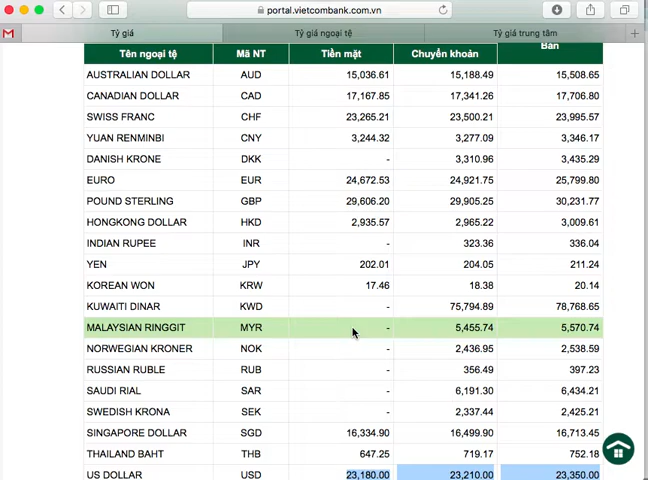 portal.vietcombank.com.vn
Tỷ giá Tỷ giá ngoại tệ Tỷ giá trung tâm
Tên ngoại tệ Mã NT Tiền mặt Chuyển khoản Bán
AUSTRALIAN DOLLAR AUD 15,036.61 15,188.49 15,508.65
CANADIAN DOLLAR CAD 17,167.85 17,341.26 17,706.80
SWISS FRANC CHF 23,265.21 23,500.21 23,995.57
YUAN RENMINBI CNY 3,244.32 3,277.09 3,346.17
DANISH KRONE DKK - 3,310.96 3,435.29
EURO EUR 24,672.53 24,921.75 25,799.80
POUND STERLING GBP 29,606.20 29,905.25 30,231.77
HONGKONG DOLLAR HKD 2,935.57 2,965.22 3,009.61
INDIAN RUPEE INR - 323.36 336.04
YEN JPY 202.01 204.05 211.24
KOREAN WON KRW 17.46 18.38 20.14
KUWAITI DINAR KWD - 75,794.89 78,768.65
MALAYSIAN RINGGIT MYR - 5,455.74 5,570.74
NORWEGIAN KRONER NOK - 2,436.95 2,538.59
RUSSIAN RUBLE RUB - 356.49 397.23
SAUDI RIAL SAR - 6,191.30 6,434.21
SWEDISH KRONA SEK - 2,337.44 2,425.21
SINGAPORE DOLLAR SGD 16,334.90 16,499.90 16,713.45
THAILAND BAHT THB 647.25 719.17 752.18
US DOLLAR USD 23,180.00 23,210.00 23,350.00